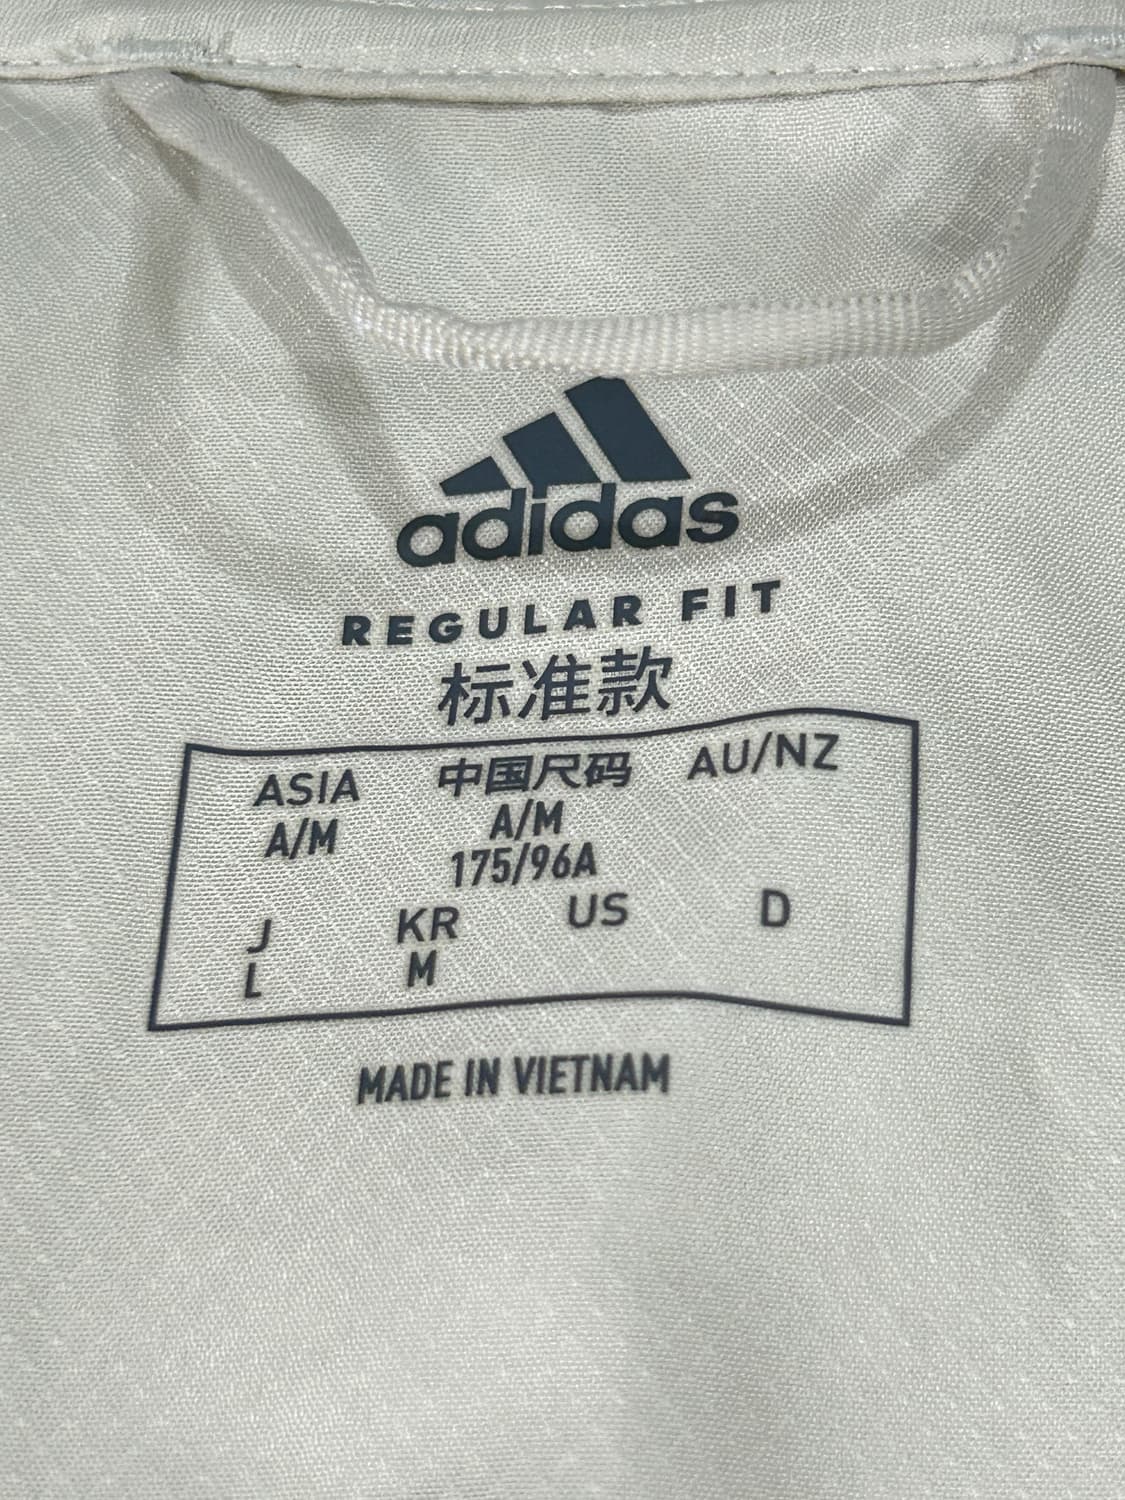 adidas
REGULAR FIT
标准款
ASIA 中国尺码 AU/NZ
A/M A/M
175/96A
J KR US D
L M
MADE IN VIETNAM